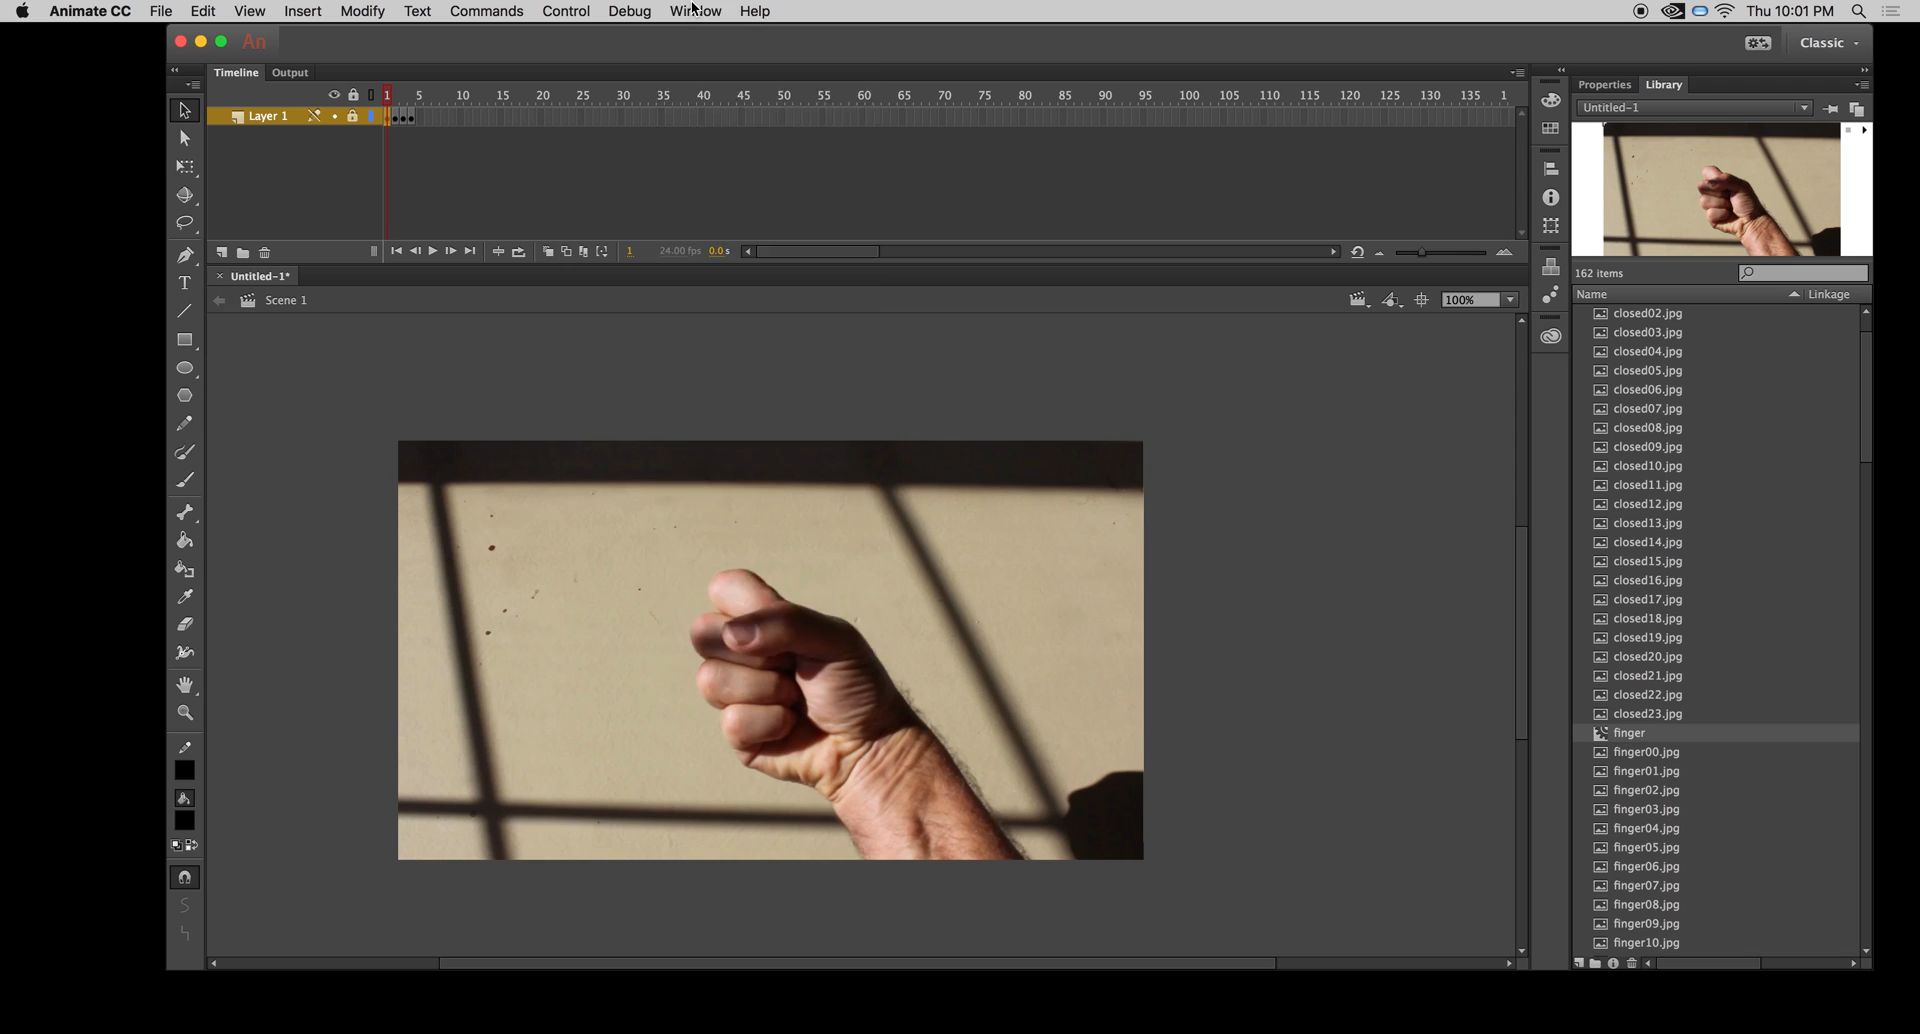 Animate CC File Edit View Insert Modify Text Commands Control Debug Window Help Thu 10:01 PM
An Classic
Timeline Output
1 5 10 15 20 25 30 35 40 45 50 55 60 65 70 75 80 85 90 95 100 105 110 115 120 125 130 135 1
Layer 1
1 24.00 fps 0.0 s
Untitled-1*
Scene 1 100%
T
Properties Library
Untitled-1
162 items
Name Linkage
closed02.jpg
closed03.jpg
closed04.jpg
closed05.jpg
closed06.jpg
closed07.jpg
closed08.jpg
closed09.jpg
closed10.jpg
closed11.jpg
closed12.jpg
closed13.jpg
closed14.jpg
closed15.jpg
closed16.jpg
closed17.jpg
closed18.jpg
closed19.jpg
closed20.jpg
closed21.jpg
closed22.jpg
closed23.jpg
finger
finger00.jpg
finger01.jpg
finger02.jpg
finger03.jpg
finger04.jpg
finger05.jpg
finger06.jpg
finger07.jpg
finger08.jpg
finger09.jpg
finger10.jpg